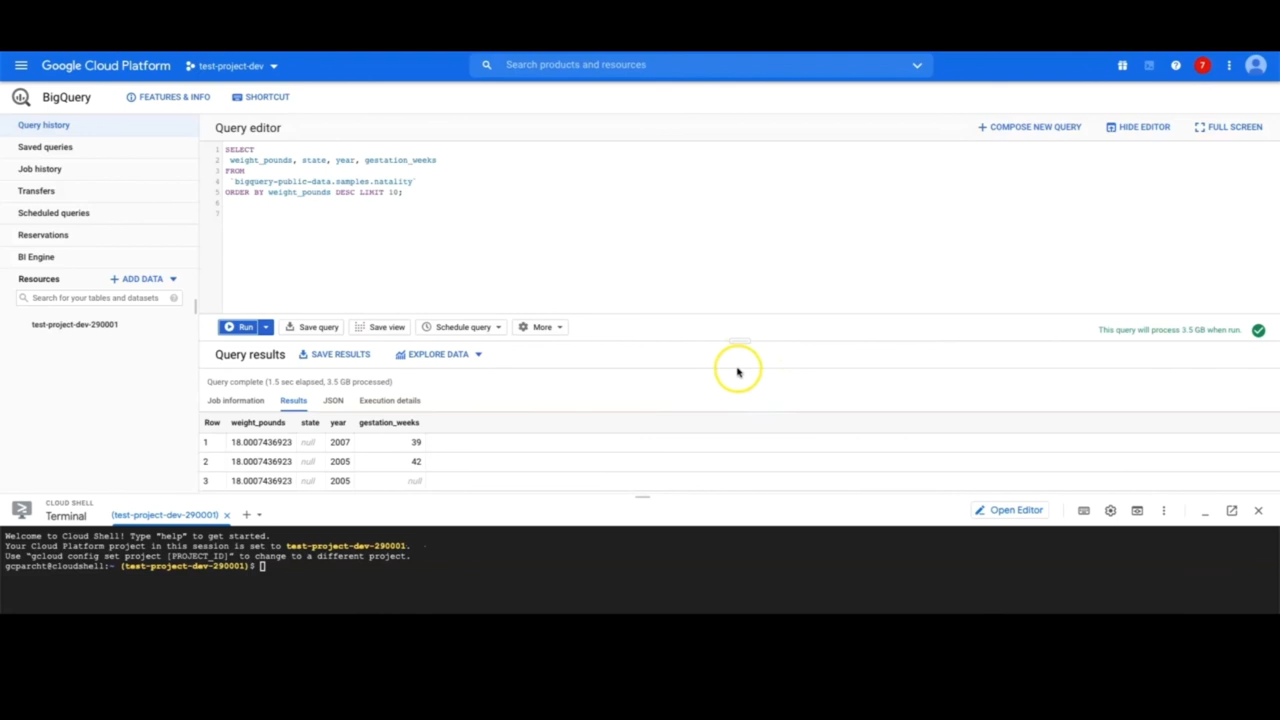 Google Cloud Platform test-project-dev Search products and resources 7
BigQuery FEATURES & INFO SHORTCUT
Query history
Saved queries
Job history
Transfers
Scheduled queries
Reservations
BI Engine
Resources ADD DATA
Search for your tables and datasets
test-project-dev-290001
Query editor COMPOSE NEW QUERY HIDE EDITOR FULL SCREEN
1 SELECT
2 weight_pounds, state, year, gestation_weeks
3 FROM
4 `bigquery-public-data.samples.natality`
5 ORDER BY weight_pounds DESC LIMIT 10;
6
7
Run Save query Save view Schedule query More This query will process 3.5 GB when run.
Query results SAVE RESULTS EXPLORE DATA
Query complete (1.5 sec elapsed, 3.5 GB processed)
Job information Results JSON Execution details
Row weight_pounds state year gestation_weeks
1 18.0007436923 null 2007 39
2 18.0007436923 null 2005 42
3 18.0007436923 null 2005 null
CLOUD SHELL
Terminal (test-project-dev-290001) Open Editor
Welcome to Cloud Shell! Type "help" to get started.
Your Cloud Platform project in this session is set to test-project-dev-290001.
Use "gcloud config set project [PROJECT_ID]" to change to a different project.
gcparcht@cloudshell:~ (test-project-dev-290001)$